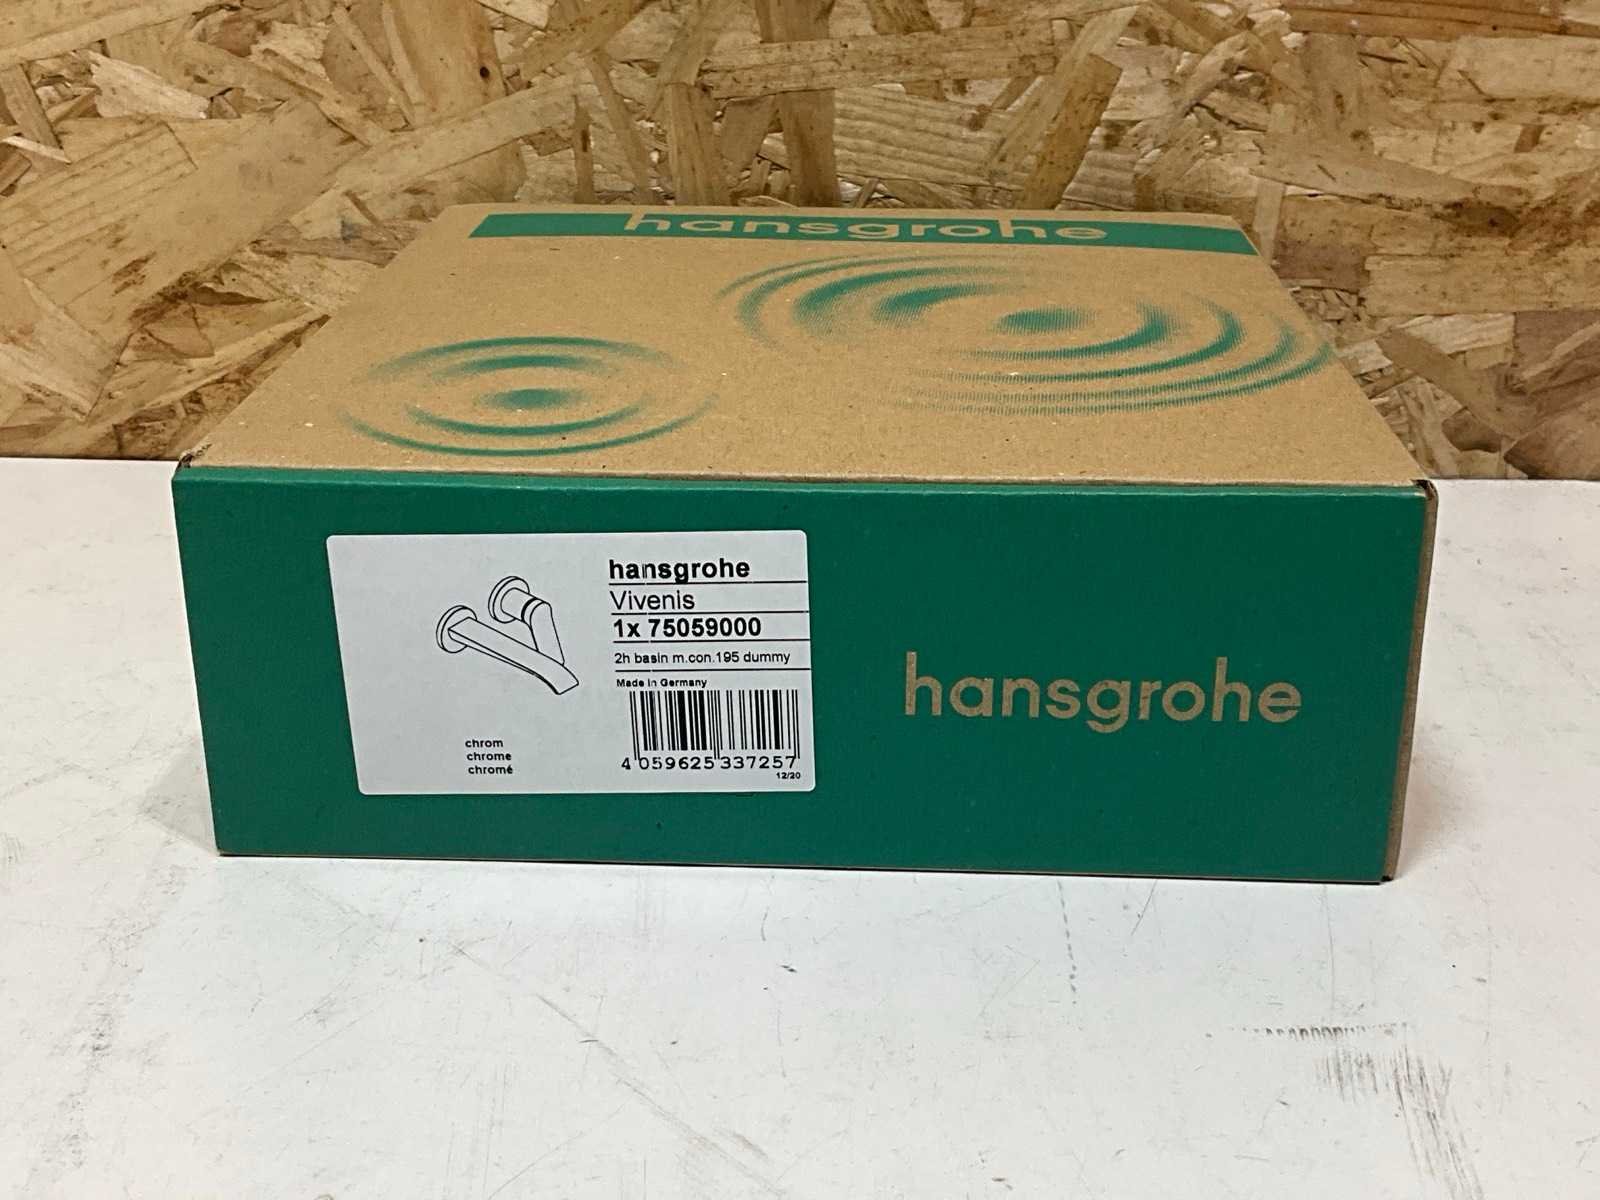 hansgrohe
hansgrohe
Vivenis
1x 75059000
2h basin m.con.195 dummy
Made in Germany
chrom
chrome
chromé
4 059625 337257
12/20
hansgrohe